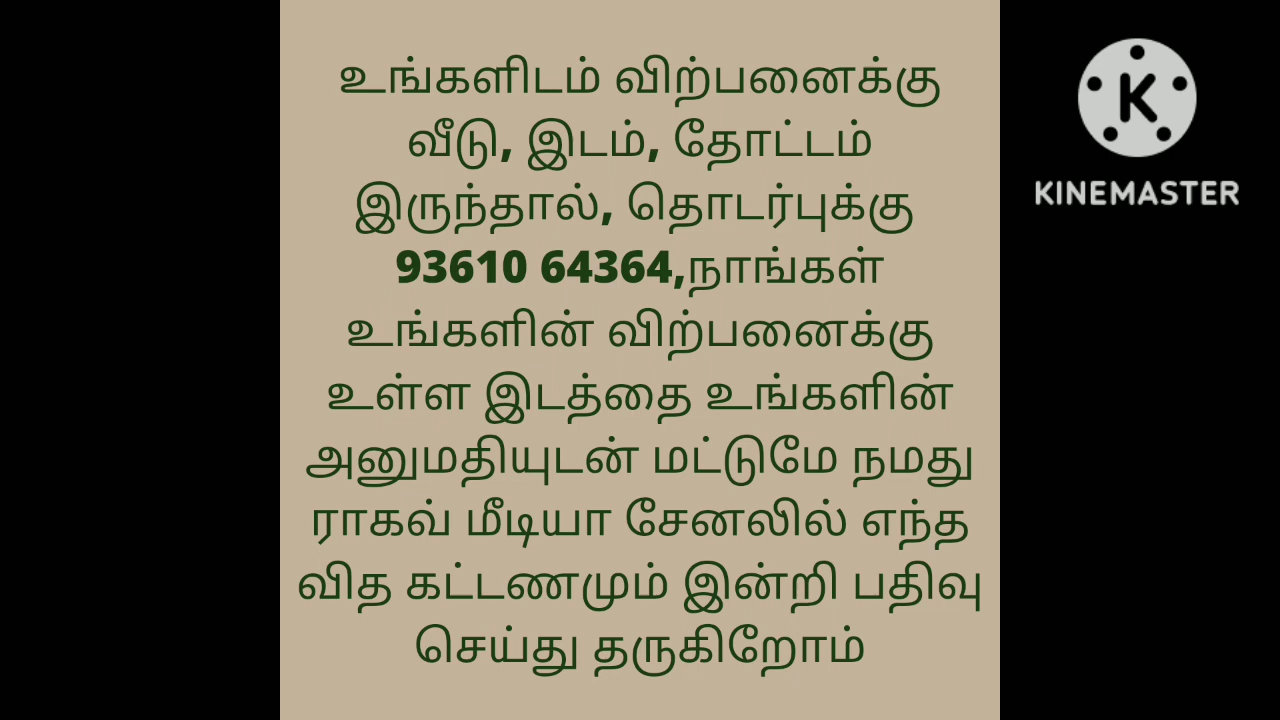 உங்களிடம் விற்பனைக்கு
வீடு, இடம், தோட்டம்
இருந்தால், தொடர்புக்கு
93610 64364,நாங்கள்
உங்களின் விற்பனைக்கு
உள்ள இடத்தை உங்களின்
அனுமதியுடன் மட்டுமே நமது
ராகவ் மீடியா சேனலில் எந்த
வித கட்டணமும் இன்றி பதிவு
செய்து தருகிறோம்
K
KINEMASTER